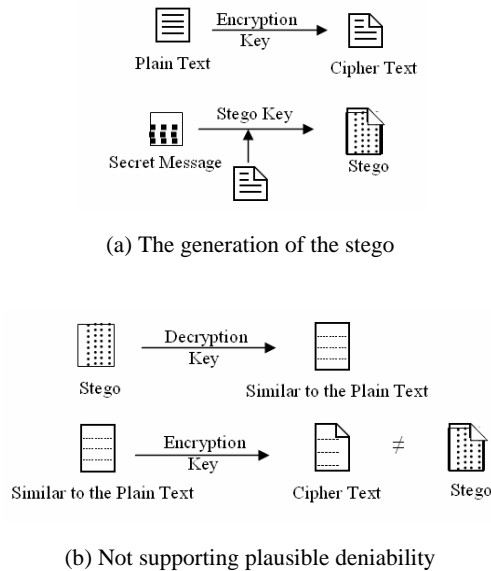 Encryption
Key
Plain Text
Cipher Text
Stego Key
Secret Message
Stego
(a) The generation of the stego
Decryption
Key
Stego
Similar to the Plain Text
Encryption
Key
≠
Similar to the Plain Text
Cipher Text
Stego
(b) Not supporting plausible deniability